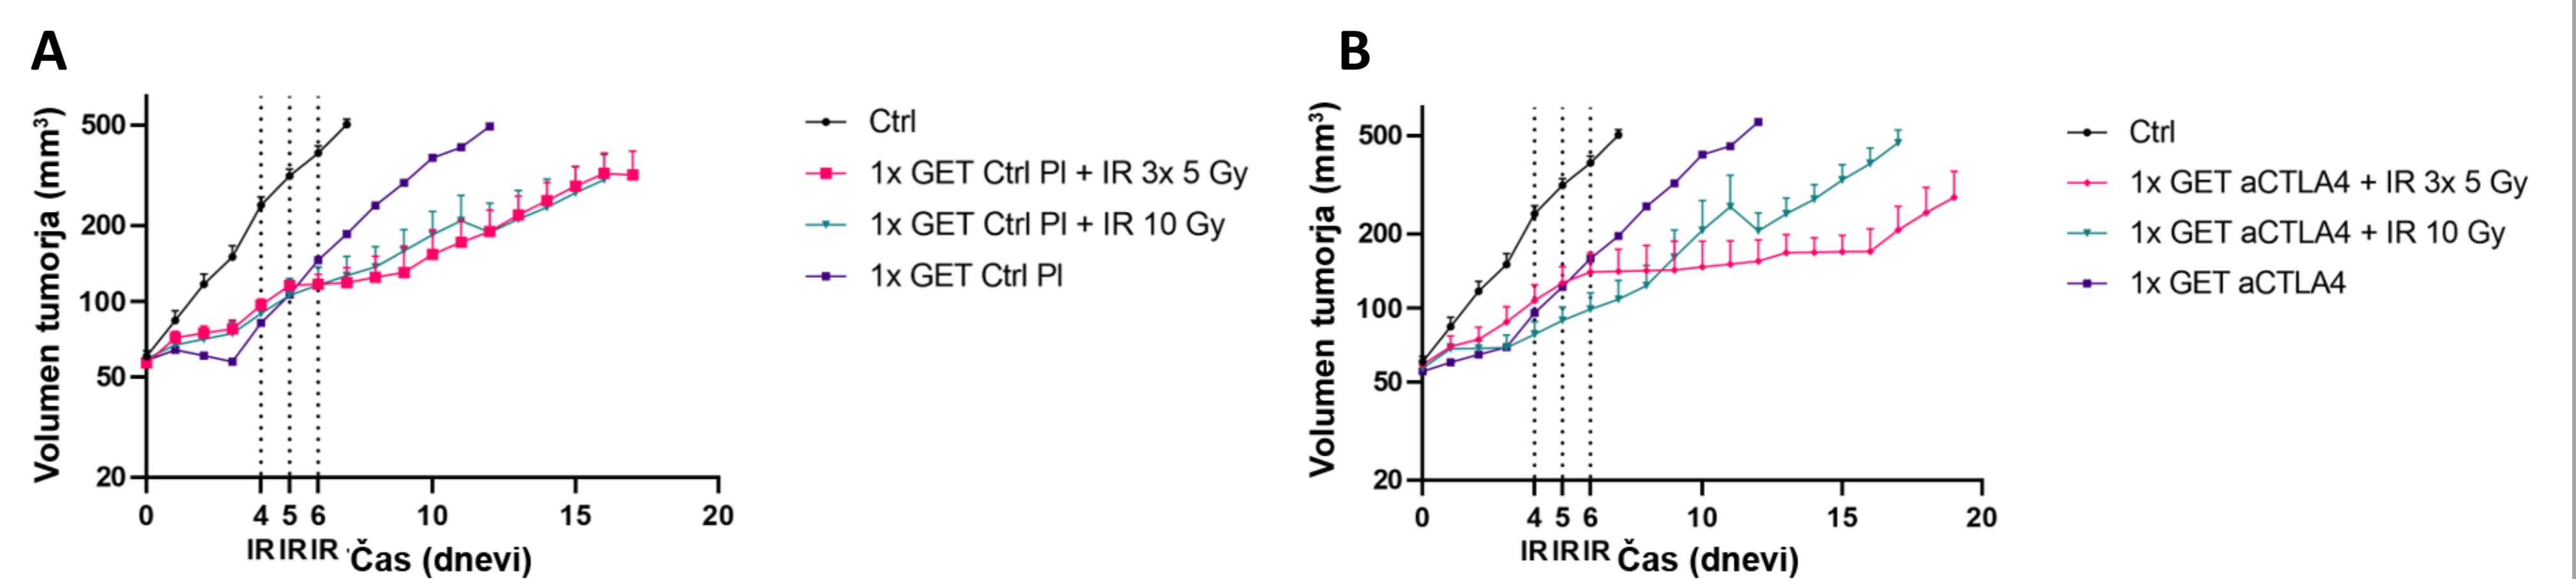 A
Volumen tumorja (mm³)
500
200
100
50
20
0 4 5 6 10 15 20
IR IR IR Čas (dnevi)
Ctrl
1x GET Ctrl Pl + IR 3x 5 Gy
1x GET Ctrl Pl + IR 10 Gy
1x GET Ctrl Pl
B
Volumen tumorja (mm³)
500
200
100
50
20
0 4 5 6 10 15 20
IR IR IR Čas (dnevi)
Ctrl
1x GET aCTLA4 + IR 3x 5 Gy
1x GET aCTLA4 + IR 10 Gy
1x GET aCTLA4